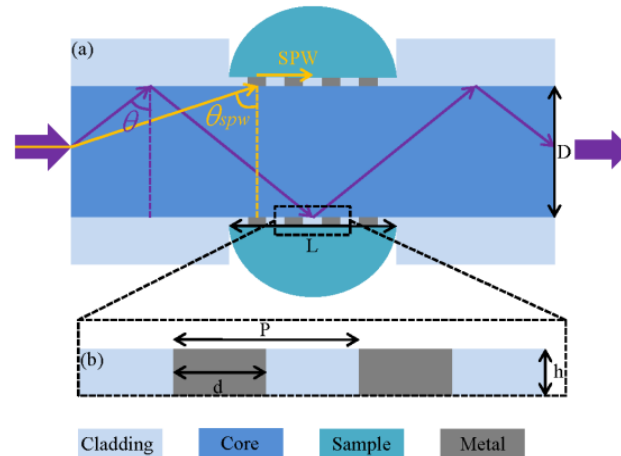 (a)
SPW
θ
θspw
D
L
P
(b)
d
h
Cladding
Core
Sample
Metal